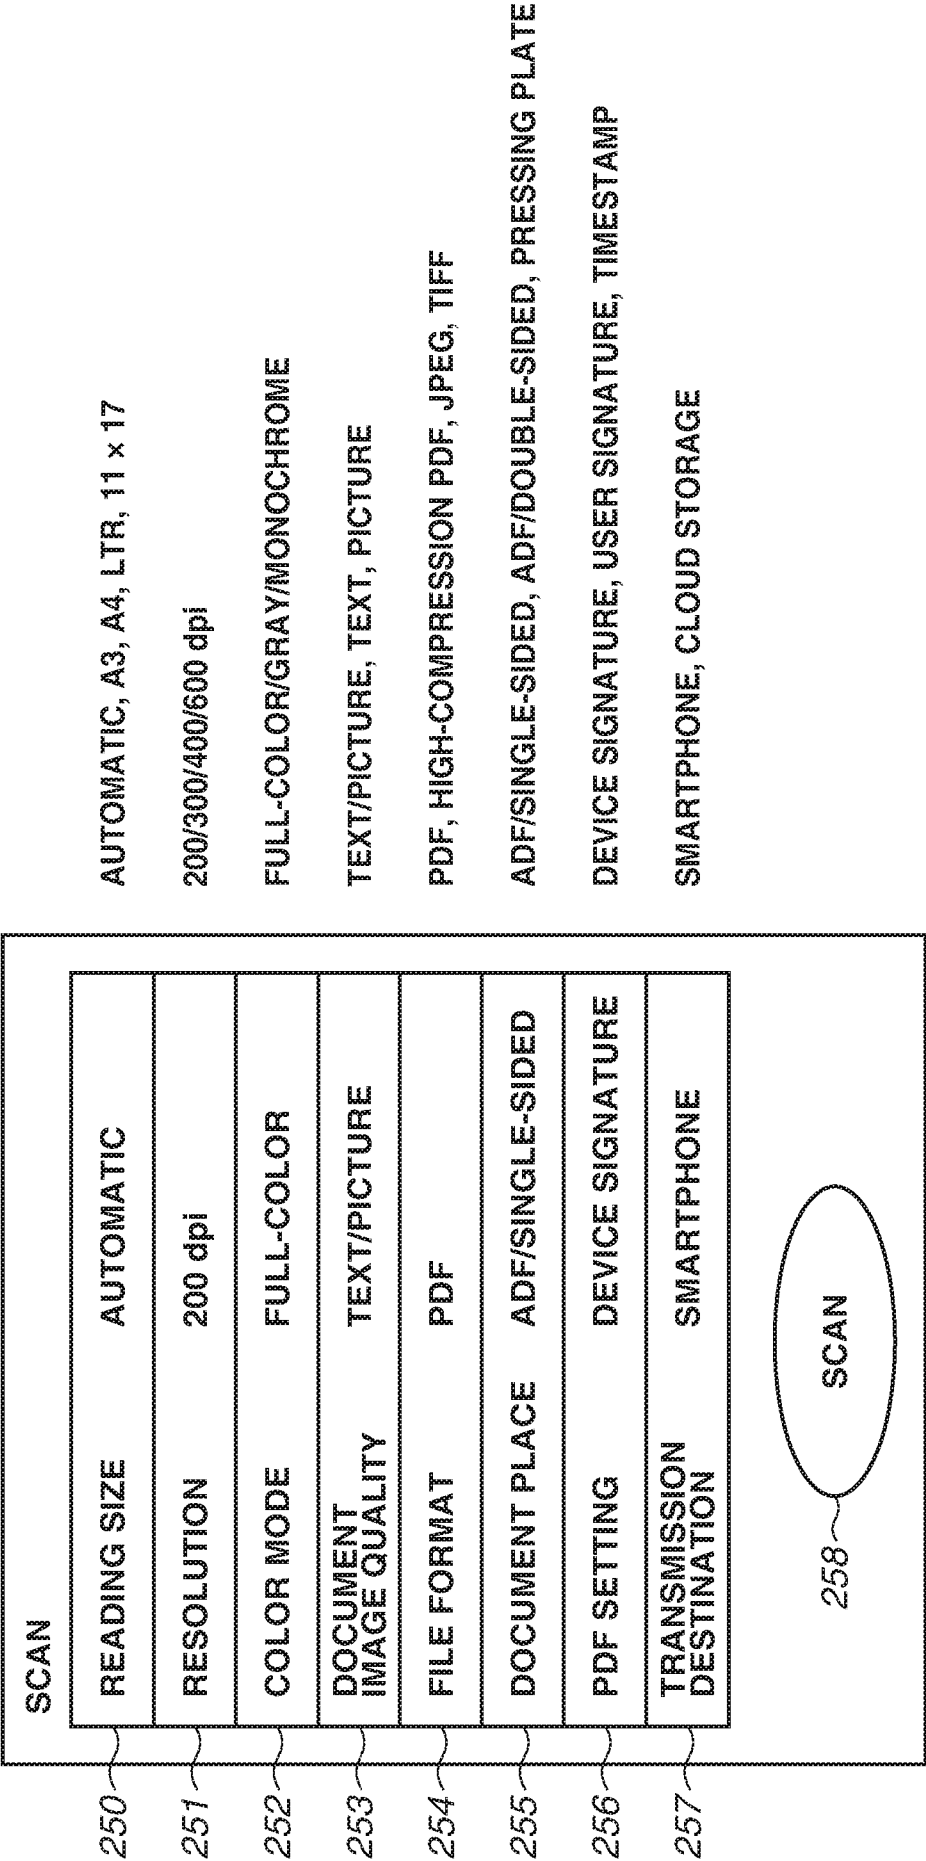 SCAN
250 READING SIZE AUTOMATIC AUTOMATIC, A3, A4, LTR, 11 × 17
251 RESOLUTION 200 dpi 200/300/400/600 dpi
252 COLOR MODE FULL-COLOR FULL-COLOR/GRAY/MONOCHROME
253 DOCUMENT
IMAGE QUALITY TEXT/PICTURE TEXT/PICTURE, TEXT, PICTURE
254 FILE FORMAT PDF PDF, HIGH-COMPRESSION PDF, JPEG, TIFF
255 DOCUMENT PLACE ADF/SINGLE-SIDED ADF/SINGLE-SIDED, ADF/DOUBLE-SIDED, PRESSING PLATE
256 PDF SETTING DEVICE SIGNATURE DEVICE SIGNATURE, USER SIGNATURE, TIMESTAMP
257 TRANSMISSION
DESTINATION SMARTPHONE SMARTPHONE, CLOUD STORAGE
258 SCAN